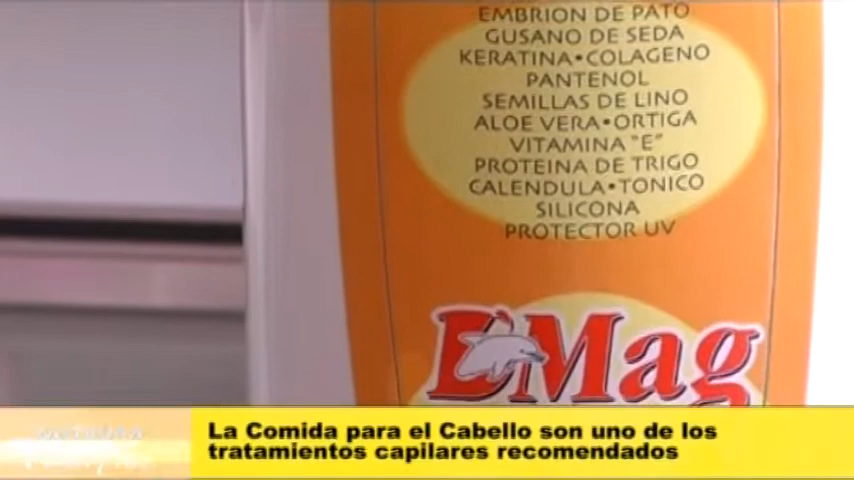 EMBRION DE PATO
GUSANO DE SEDA
KERATINA•COLAGENO
PANTENOL
SEMILLAS DE LINO
ALOE VERA•ORTIGA
VITAMINA "E"
PROTEINA DE TRIGO
CALENDULA•TONICO
SILICONA
PROTECTOR UV
E'Mag
La Comida para el Cabello son uno de los
tratamientos capilares recomendados